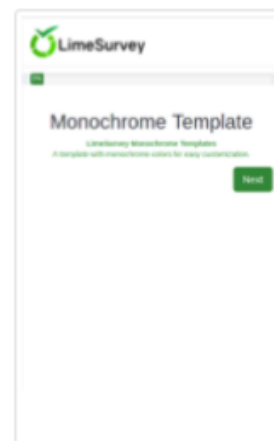 LimeSurvey
Monochrome Template
LimeSurvey Monochrome Templates
A template with monochrome colors for easy customization.
Next